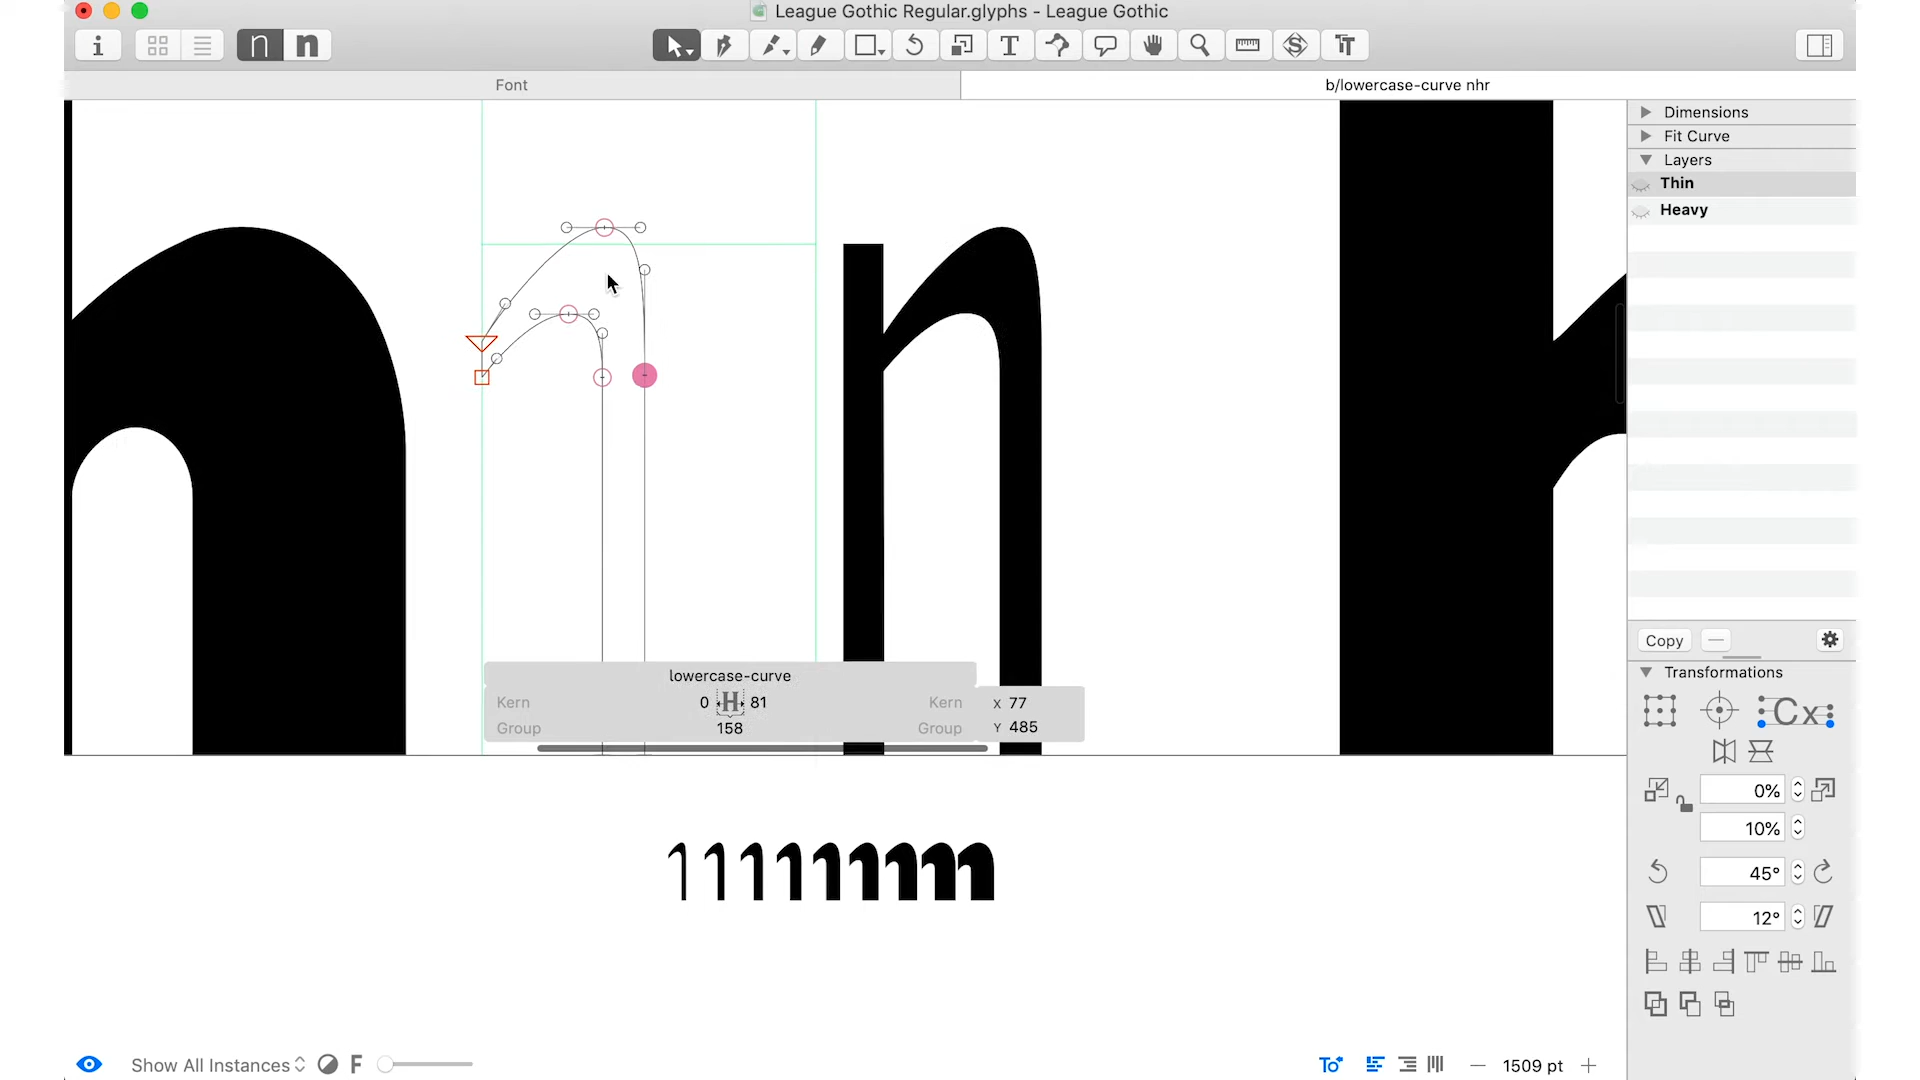 League Gothic Regular.glyphs - League Gothic
n n
T
Font
b/lowercase-curve nhr
Dimensions
Fit Curve
Layers
Thin
Heavy
n
lowercase-curve
Kern 0 H 81 Kern
Group 158 Group
X 77
Y 485
Copy
Transformations
Cx
0%
10%
45°
12°
Show All Instances F
1509 pt